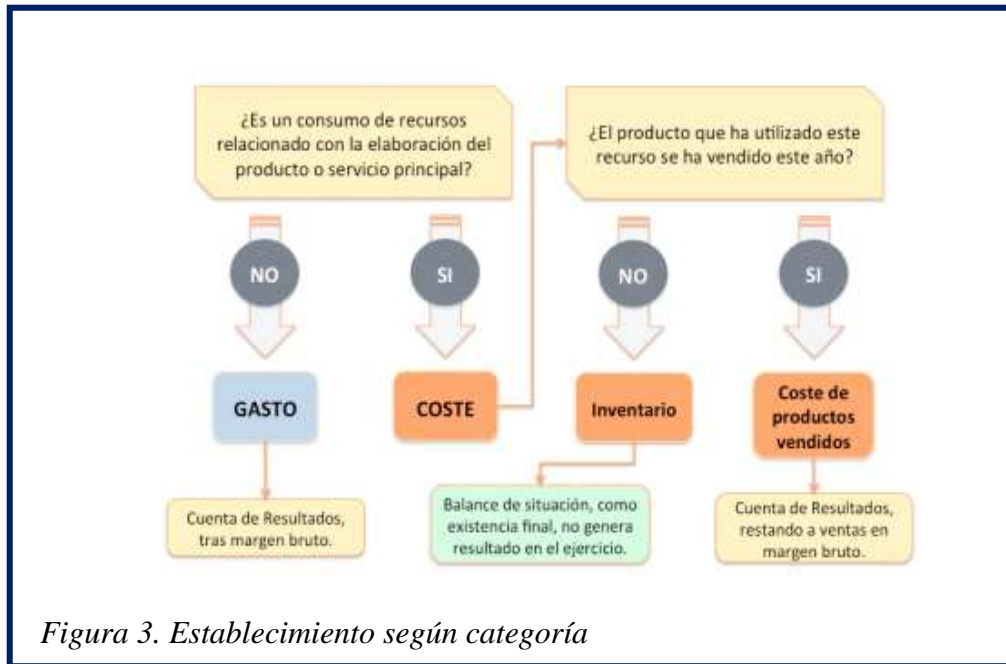 ¿Es un consumo de recursos
relacionado con la elaboración del
producto o servicio principal?
¿El producto que ha utilizado este
recurso se ha vendido este año?
NO
SI
NO
SI
GASTO
COSTE
Inventario
Coste de
productos
vendidos
Cuenta de Resultados,
tras margen bruto.
Balance de situación, como
existencia final, no genera
resultado en el ejercicio.
Cuenta de Resultados,
restando a ventas en
margen bruto.
Figura 3. Establecimiento según categoría